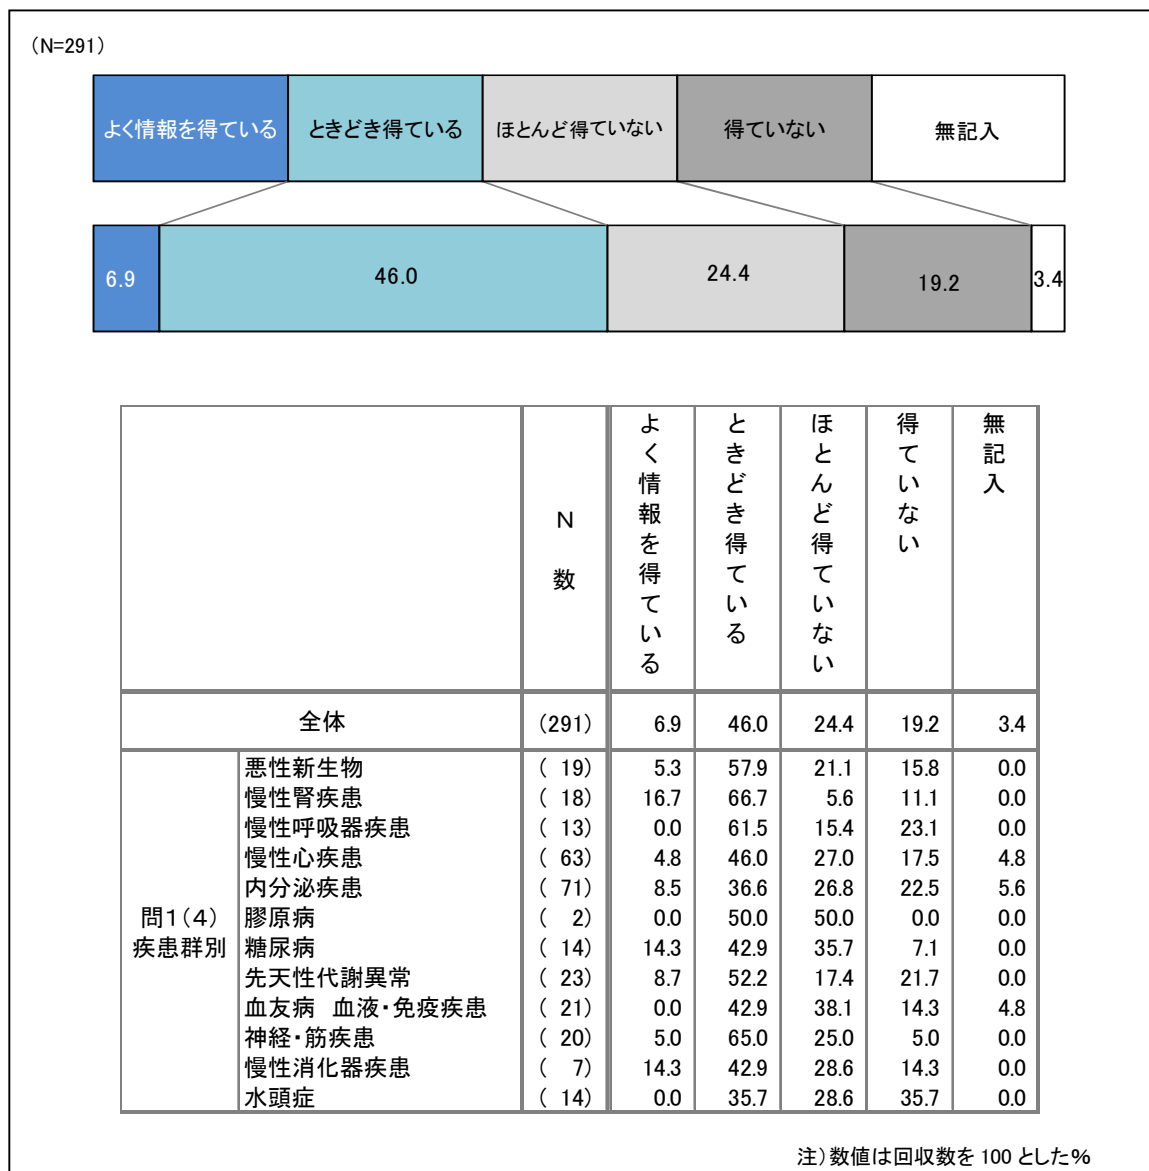 (N=291)
よく情報を得ている ときどき得ている ほとんど得ていない 得ていない 無記入
6.9 46.0 24.4 19.2 3.4
N数 よく情報を得ている ときどき得ている ほとんど得ていない 得ていない 無記入
全体 (291) 6.9 46.0 24.4 19.2 3.4
問1(4)疾患群別
悪性新生物 ( 19) 5.3 57.9 21.1 15.8 0.0
慢性腎疾患 ( 18) 16.7 66.7 5.6 11.1 0.0
慢性呼吸器疾患 ( 13) 0.0 61.5 15.4 23.1 0.0
慢性心疾患 ( 63) 4.8 46.0 27.0 17.5 4.8
内分泌疾患 ( 71) 8.5 36.6 26.8 22.5 5.6
膠原病 ( 2) 0.0 50.0 50.0 0.0 0.0
糖尿病 ( 14) 14.3 42.9 35.7 7.1 0.0
先天性代謝異常 ( 23) 8.7 52.2 17.4 21.7 0.0
血友病 血液・免疫疾患 ( 21) 0.0 42.9 38.1 14.3 4.8
神経・筋疾患 ( 20) 5.0 65.0 25.0 5.0 0.0
慢性消化器疾患 ( 7) 14.3 42.9 28.6 14.3 0.0
水頭症 ( 14) 0.0 35.7 28.6 35.7 0.0
注)数値は回収数を 100 とした%